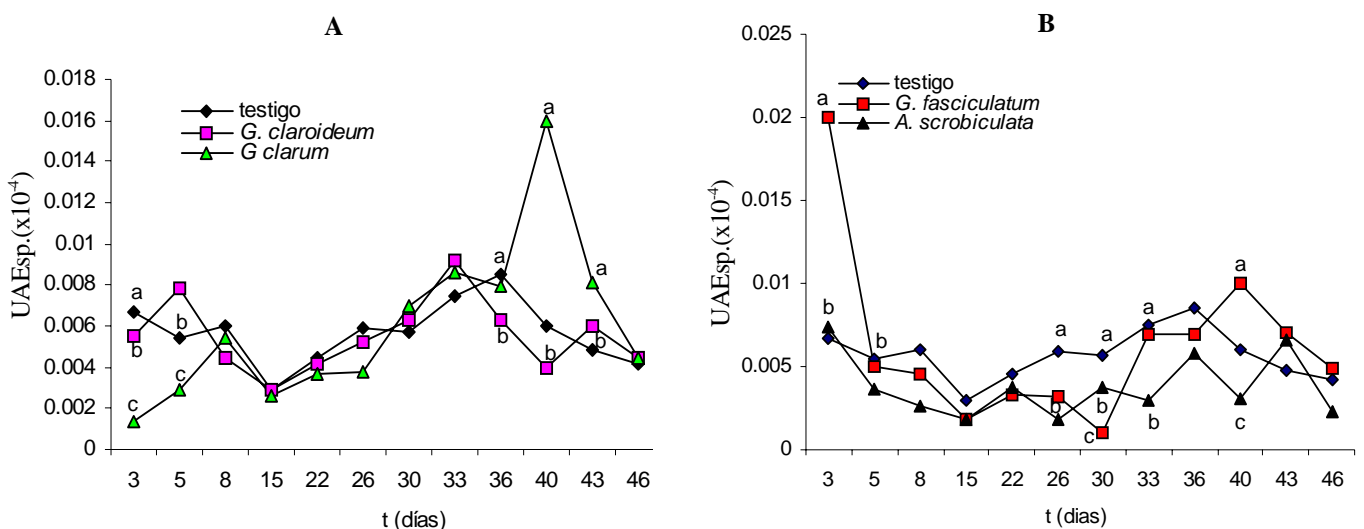 A
UAEsp.(x10-4)
0.018
0.016
0.014
0.012
0.01
0.008
0.006
0.004
0.002
0
testigo
G. claroideum
G clarum
a
b
c
b
c
a
b
a
b
a
b
3 5 8 15 22 26 30 33 36 40 43 46
t (días)
B
UAEsp.(x10-4)
0.025
0.02
0.015
0.01
0.005
0
testigo
G. fasciculatum
A. scrobiculata
a
b
b
a
b
a
b
c
a
b
a
c
3 5 8 15 22 26 30 33 36 40 43 46
t (dias)